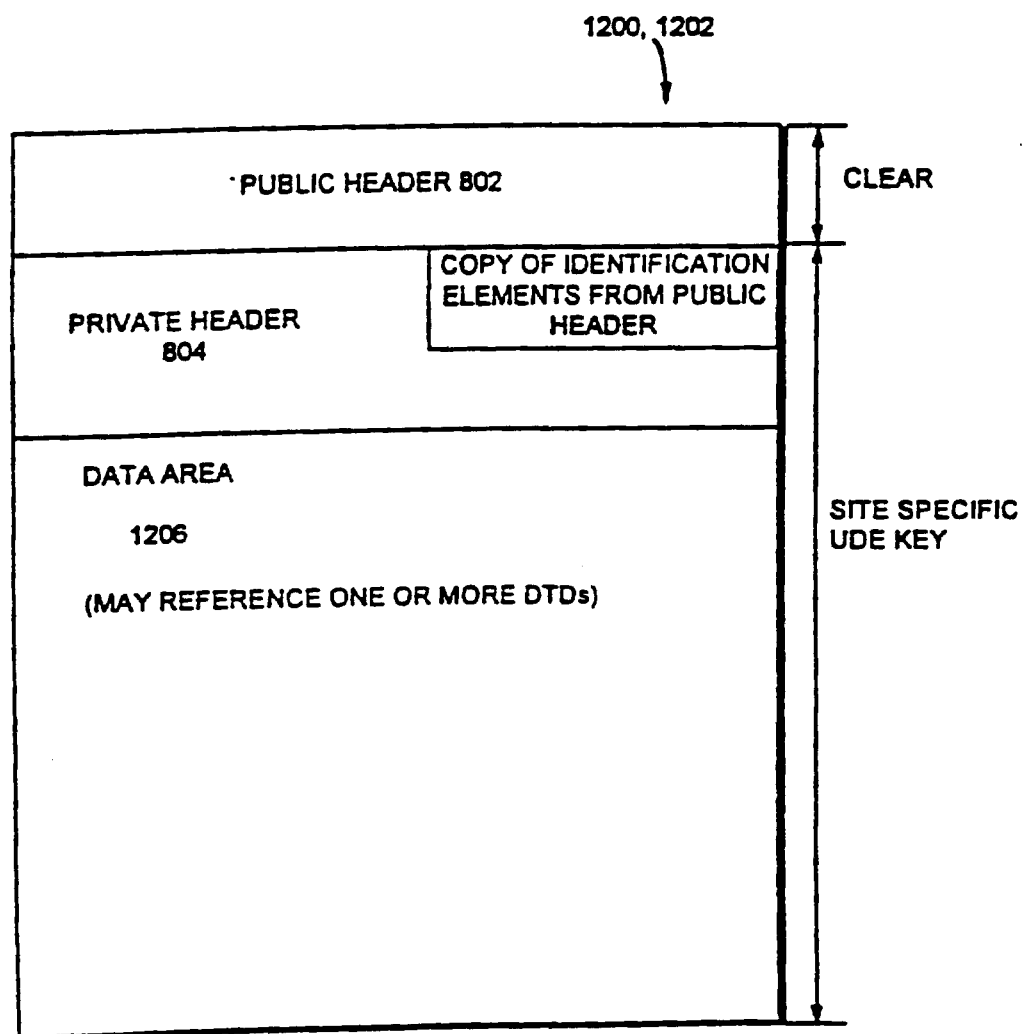 1200, 1202
PUBLIC HEADER 802
CLEAR
COPY OF IDENTIFICATION
ELEMENTS FROM PUBLIC
HEADER
PRIVATE HEADER
804
DATA AREA
1206
(MAY REFERENCE ONE OR MORE DTDs)
SITE SPECIFIC
UDE KEY